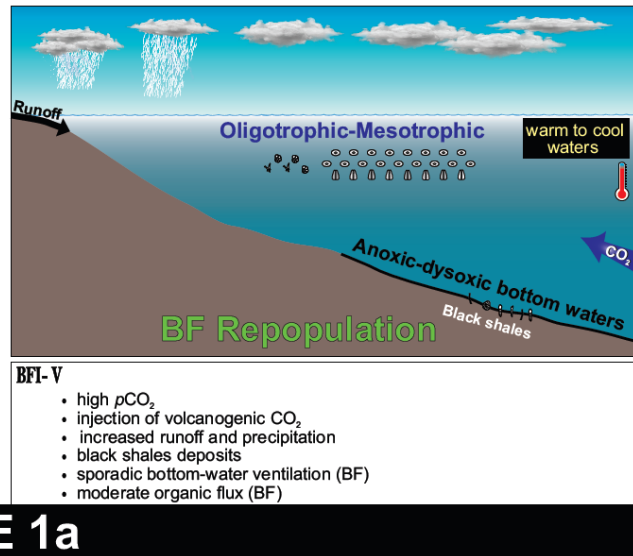 Runoff
Oligotrophic-Mesotrophic
warm to cool
waters
CO₂
Anoxic-dysoxic bottom waters
Black shales
BF Repopulation
BFI- V
• high pCO₂
• injection of volcanogenic CO₂
• increased runoff and precipitation
• black shales deposits
• sporadic bottom-water ventilation (BF)
• moderate organic flux (BF)
E 1a